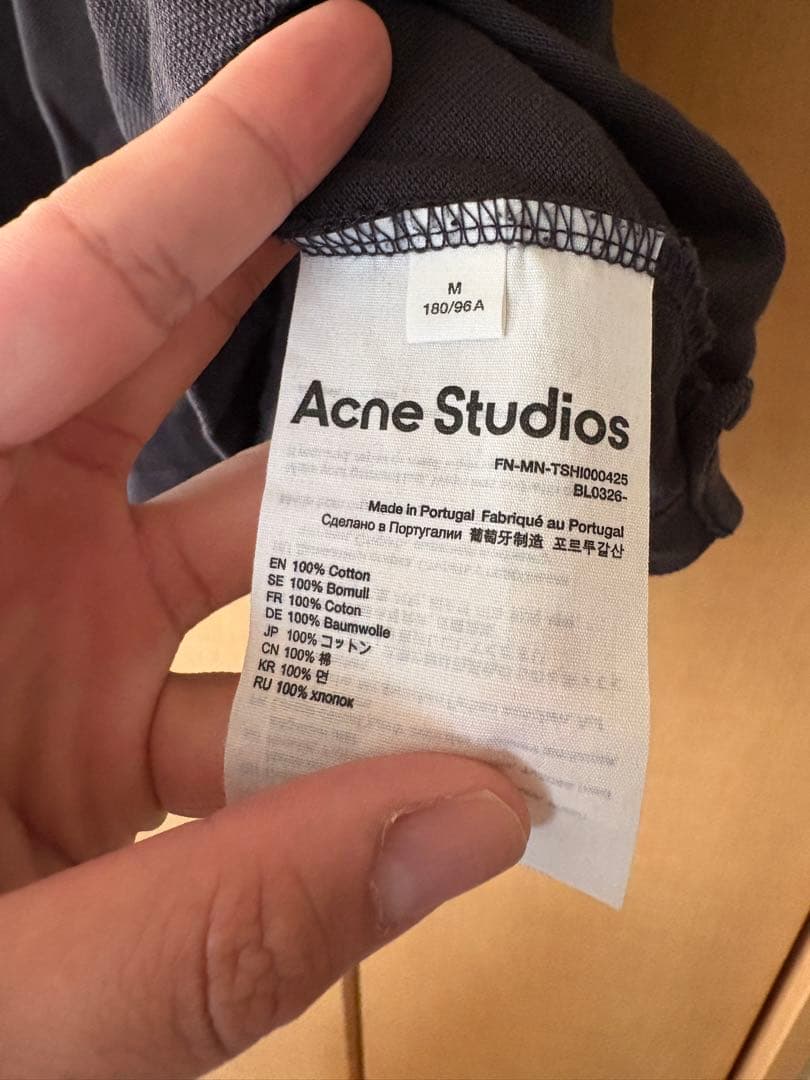 M
180/96 A
Acne Studios
FN-MN-TSHI000425
BL0326-
Made in Portugal Fabriqué au Portugal
Сделано в Португалии 葡萄牙制造 포르투갈산
EN 100% Cotton
SE 100% Bomull
FR 100% Coton
DE 100% Baumwolle
JP 100% コットン
CN 100% 棉
KR 100% 면
RU 100% хлопок